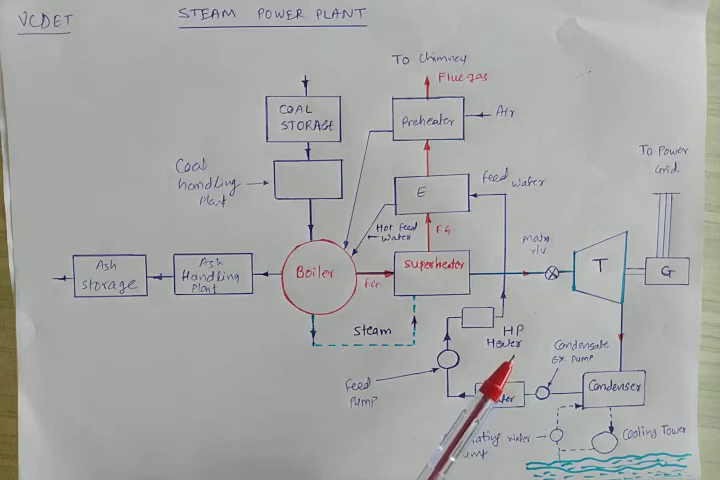 VCDET
STEAM POWER PLANT
To Chimney
Flue gas
COAL
STORAGE
Preheater
Air
To Power
Grid.
Coal
handling
Plant
E
feed water
Hot feed
Water
F.G
Main
v/v
Ash
Storage
Ash
Handling
Plant
Boiler
F.G
Superheater
T
G
Steam
HP
Heater
Condensate
Ex. Pump
Feed
Pump
Condenser
Cooling Tower